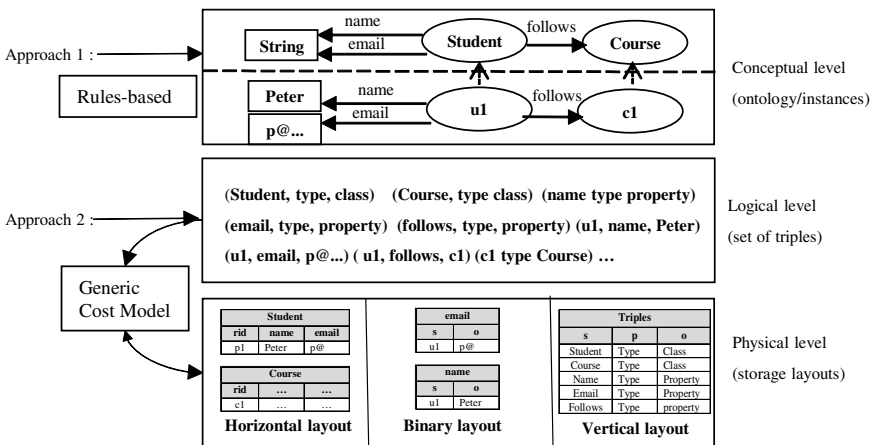 name
follows
String
email
Student
Course
Approach 1 :
Conceptual level
(ontology/instances)
Rules-based
Peter
name
follows
email
u1
c1
p@...
(Student, type, class) (Course, type class) (name type property)
Logical level
(set of triples)
Approach 2 :
(email, type, property) (follows, type, property) (u1, name, Peter)
(u1, email, p@...) ( u1, follows, c1) (c1 type Course) …
Generic
Cost Model
Student
rid name email
p1 Peter p@
Course
rid … …
c1 … …
Horizontal layout
email
s o
u1 p@
name
s o
u1 Peter
Binary layout
Triples
s p o
Student Type Class
Course Type Class
Name Type Property
Email Type Property
Follows Type property
Vertical layout
Physical level
(storage layouts)